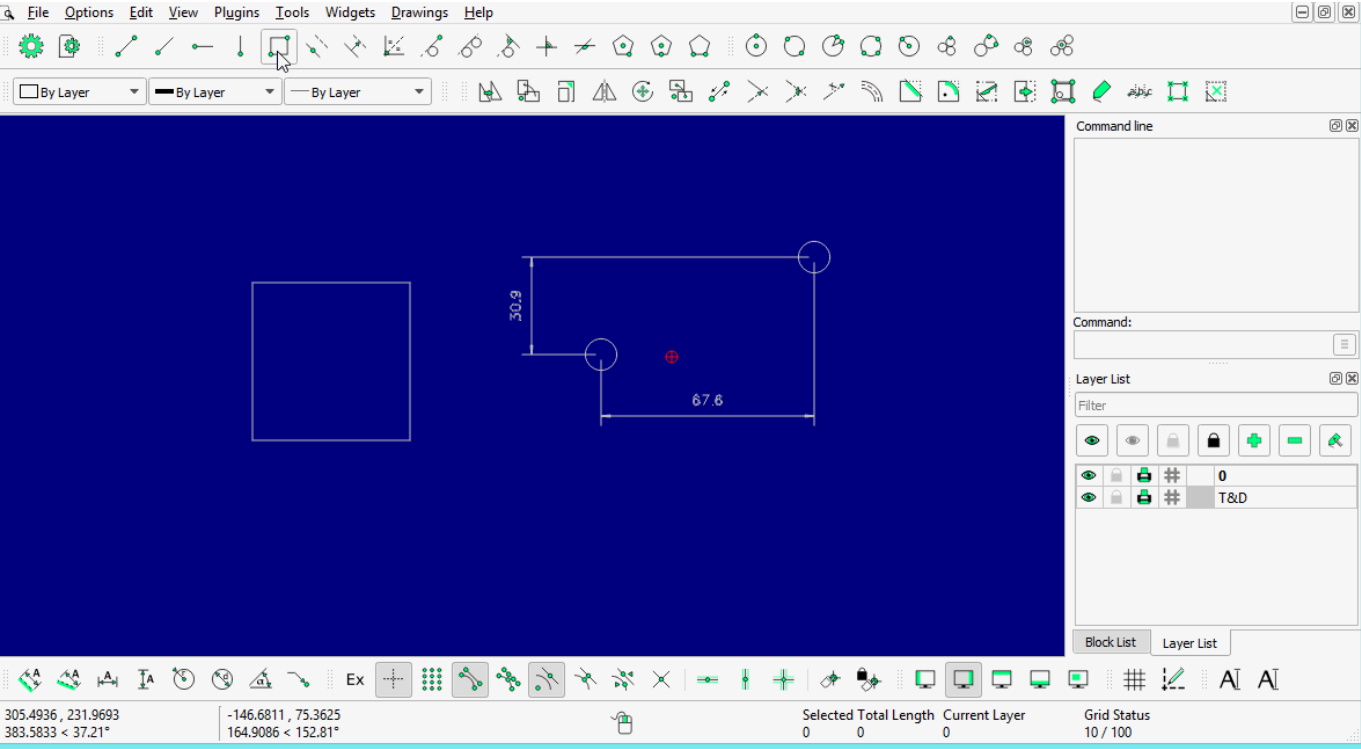 File Options Edit View Plugins Tools Widgets Drawings Help
By Layer By Layer By Layer abc
Command line
30.9
67.6
Command:
Layer List
Filter
0
T&D
Block List Layer List
A A A A Ex AI AI
305.4936 , 231.9693 -146.6811 , 75.3625 Selected Total Length Current Layer Grid Status
383.5833 < 37.21° 164.9086 < 152.81° 0 0 0 10 / 100